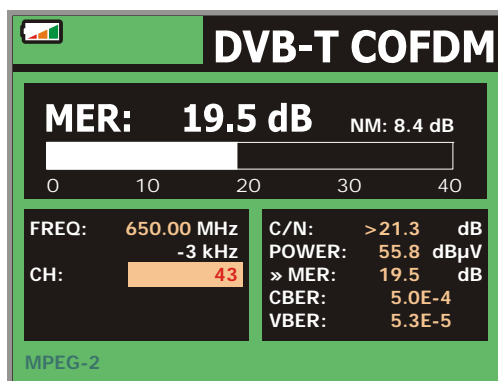 DVB-T COFDM
MER: 19.5 dB NM: 8.4 dB
0 10 20 30 40
FREQ: 650.00 MHz
-3 kHz
CH: 43
C/N: >21.3 dB
POWER: 55.8 dBµV
» MER: 19.5 dB
CBER: 5.0E-4
VBER: 5.3E-5
MPEG-2